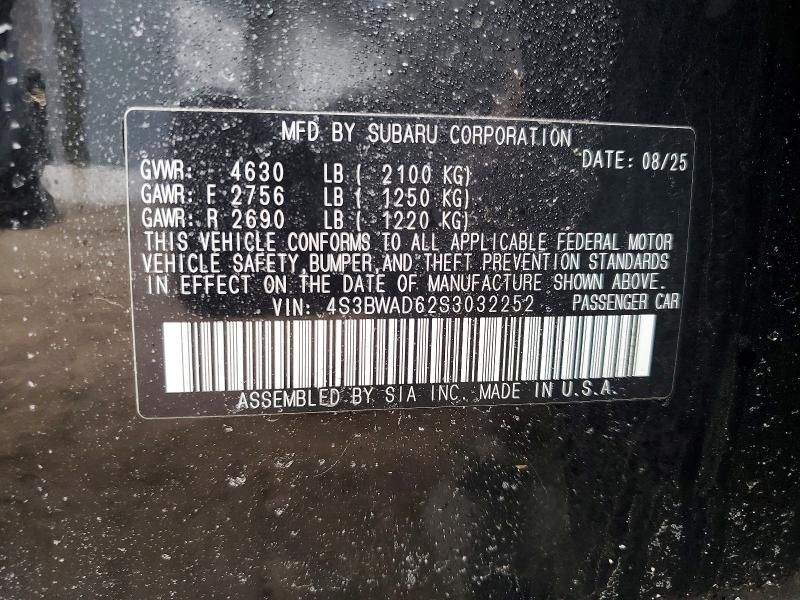 MFD BY SUBARU CORPORATION
DATE: 08/25
GVWR: 4630 LB ( 2100 KG)
GAWR: F 2756 LB ( 1250 KG)
GAWR: R 2690 LB ( 1220 KG)
THIS VEHICLE CONFORMS TO ALL APPLICABLE FEDERAL MOTOR
VEHICLE SAFETY, BUMPER, AND THEFT PREVENTION STANDARDS
IN EFFECT ON THE DATE OF MANUFACTURE SHOWN ABOVE.
VIN: 4S3BWAD62S3032252 PASSENGER CAR
ASSEMBLED BY SIA INC. MADE IN U.S.A.